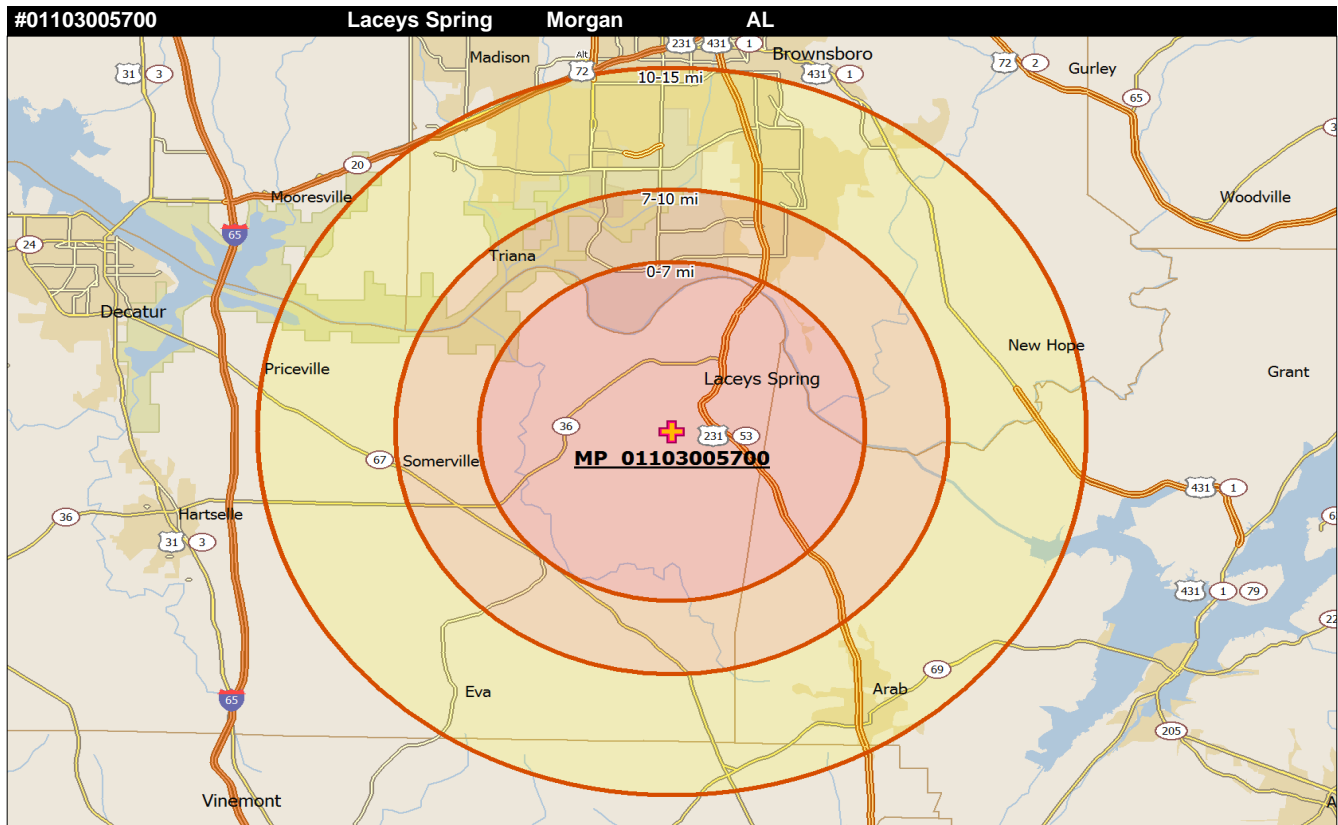 #01103005700 Laceys Spring Morgan AL
231 431 1
Alt
72
Madison
Brownsboro
31 3
10-15 mi
431 1
72 2
Gurley
65
3
20
Mooresville
7-10 mi
Woodville
24
65
Triana
0-7 mi
Decatur
New Hope
Priceville
Laceys Spring
Grant
36
231 53
MP 01103005700
67
Somerville
431 1
36
Hartselle
6
31 3
431 1 79
22
69
Eva
Arab
65
205
Vinemont
A